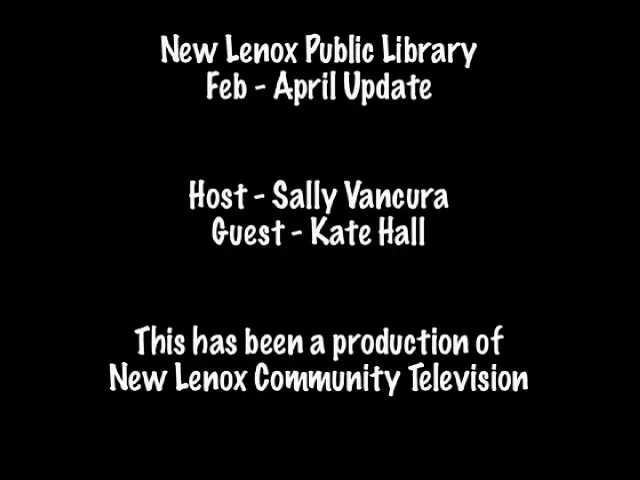 New Lenox Public Library
Feb - April Update
Host - Sally Vancura
Guest - Kate Hall
This has been a production of
New Lenox Community Television